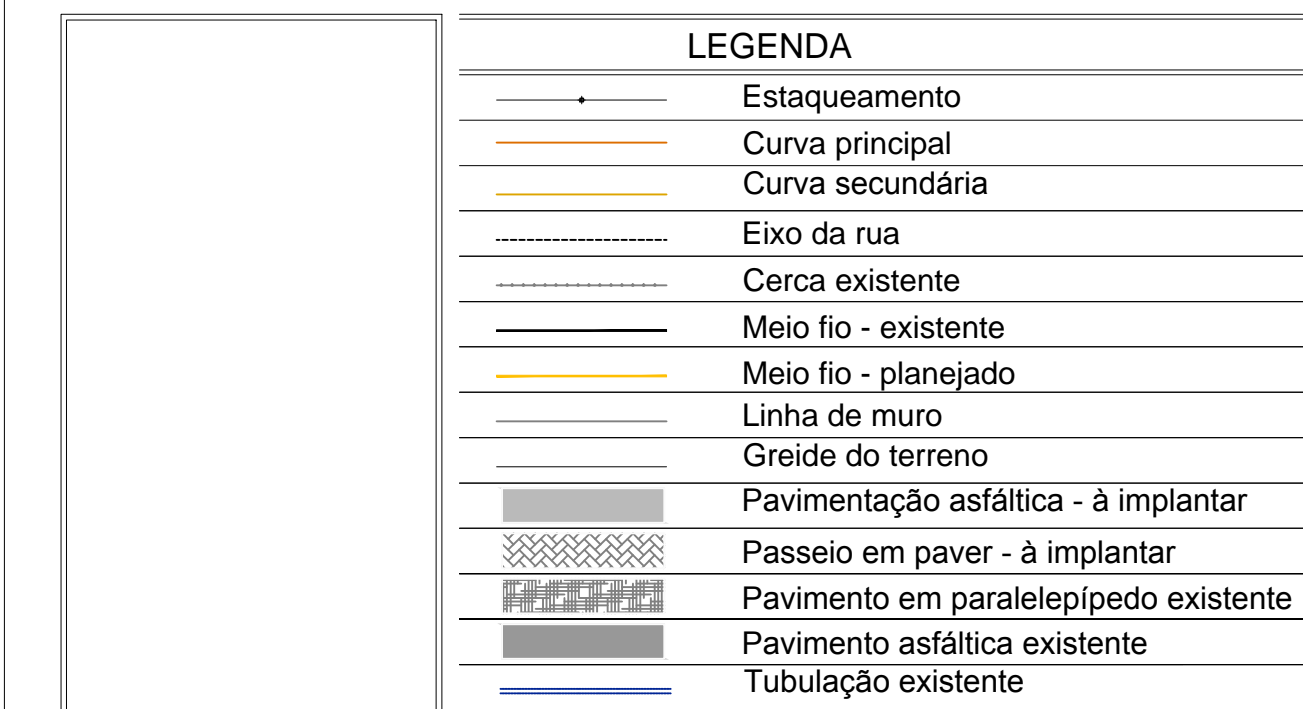 LEGENDA
Estaqueamento
Curva principal
Curva secundária
Eixo da rua
Cerca existente
Meio fio - existente
Meio fio - planejado
Linha de muro
Greide do terreno
Pavimentação asfáltica - à implantar
Passeio em paver - à implantar
Pavimento em paralelepípedo existente
Pavimento asfáltica existente
Tubulação existente